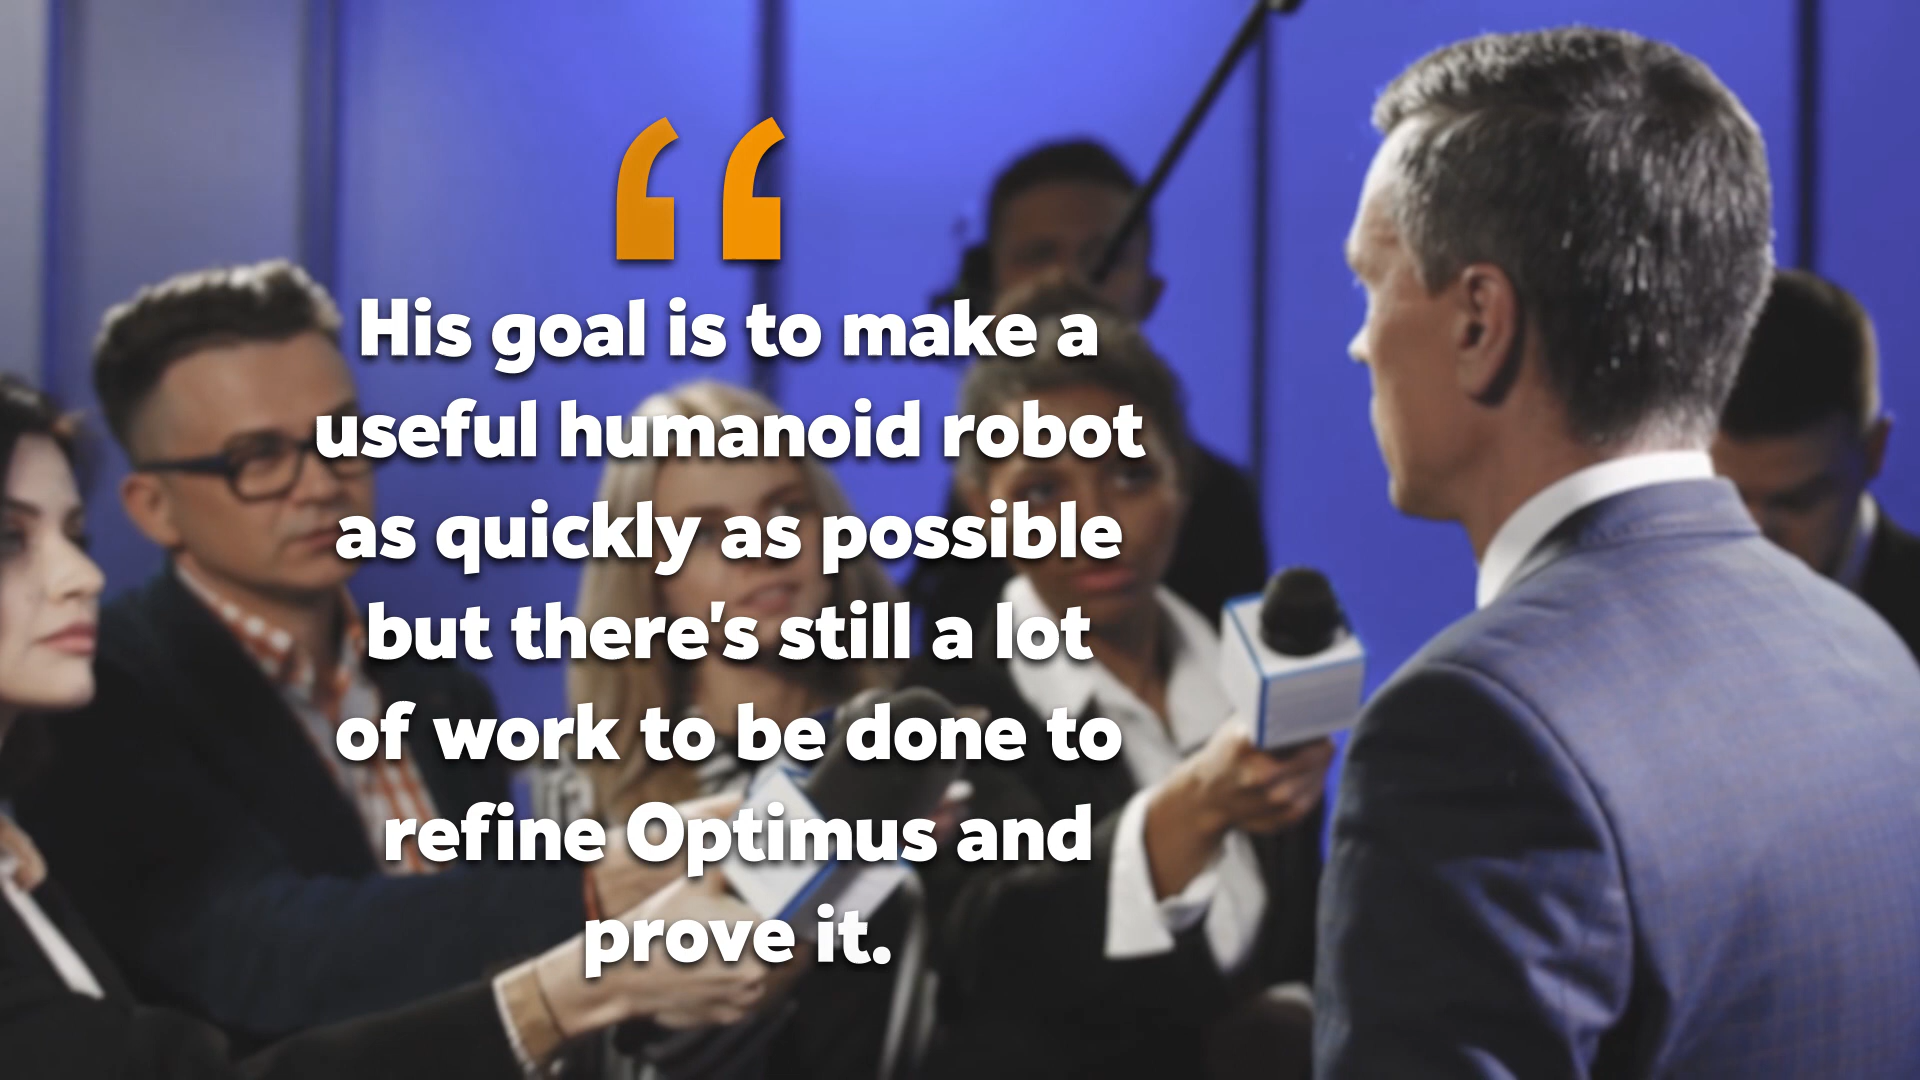 “
His goal is to make a
useful humanoid robot
as quickly as possible
but there's still a lot
of work to be done to
refine Optimus and
prove it.